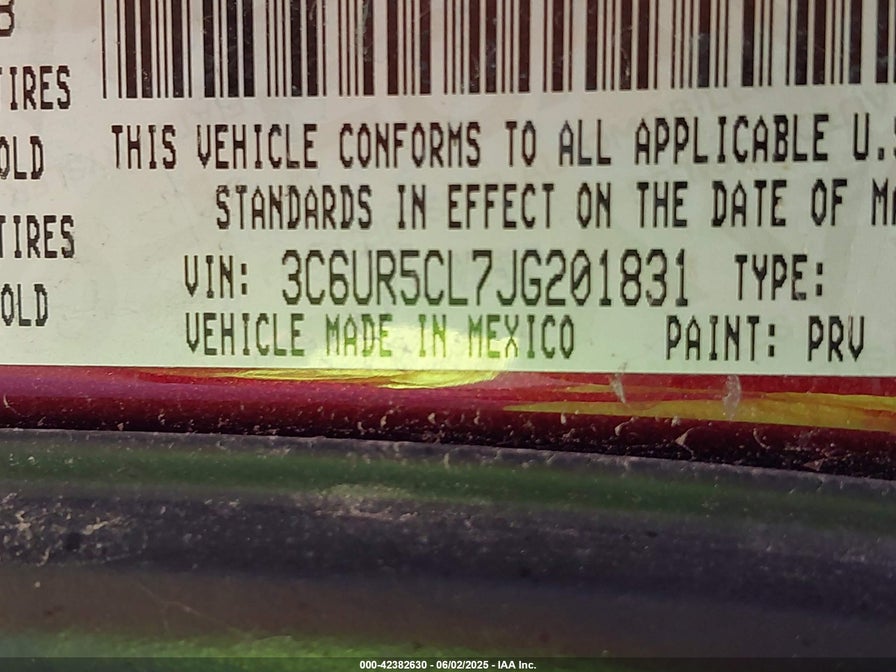 8
TIRES
OLD
THIS VEHICLE CONFORMS TO ALL APPLICABLE U.S
STANDARDS IN EFFECT ON THE DATE OF M
TIRES
OLD
VIN: 3C6UR5CL7JG201831 TYPE:
VEHICLE MADE IN MEXICO PAINT: PRV
000-42382630 - 06/02/2025 - IAA Inc.